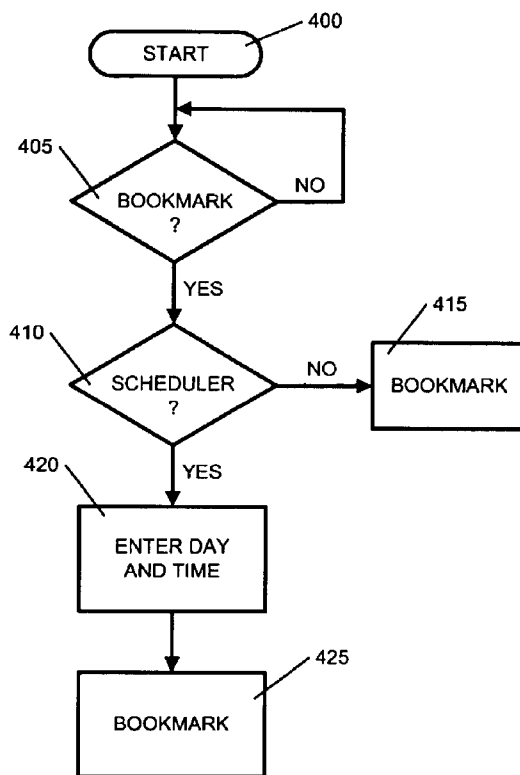 400
START
405
BOOKMARK
?
NO
YES
410
SCHEDULER
?
NO
415
BOOKMARK
YES
420
ENTER DAY
AND TIME
425
BOOKMARK